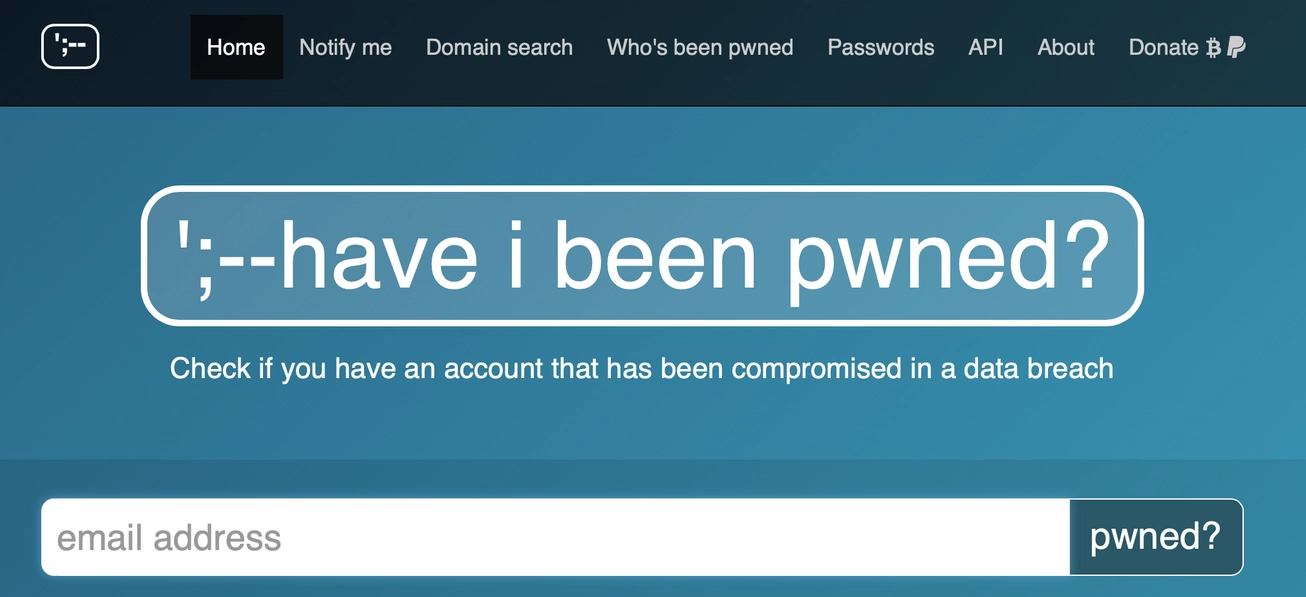 ';--
Home Notify me Domain search Who's been pwned Passwords API About Donate
';--have i been pwned?
Check if you have an account that has been compromised in a data breach
email address pwned?